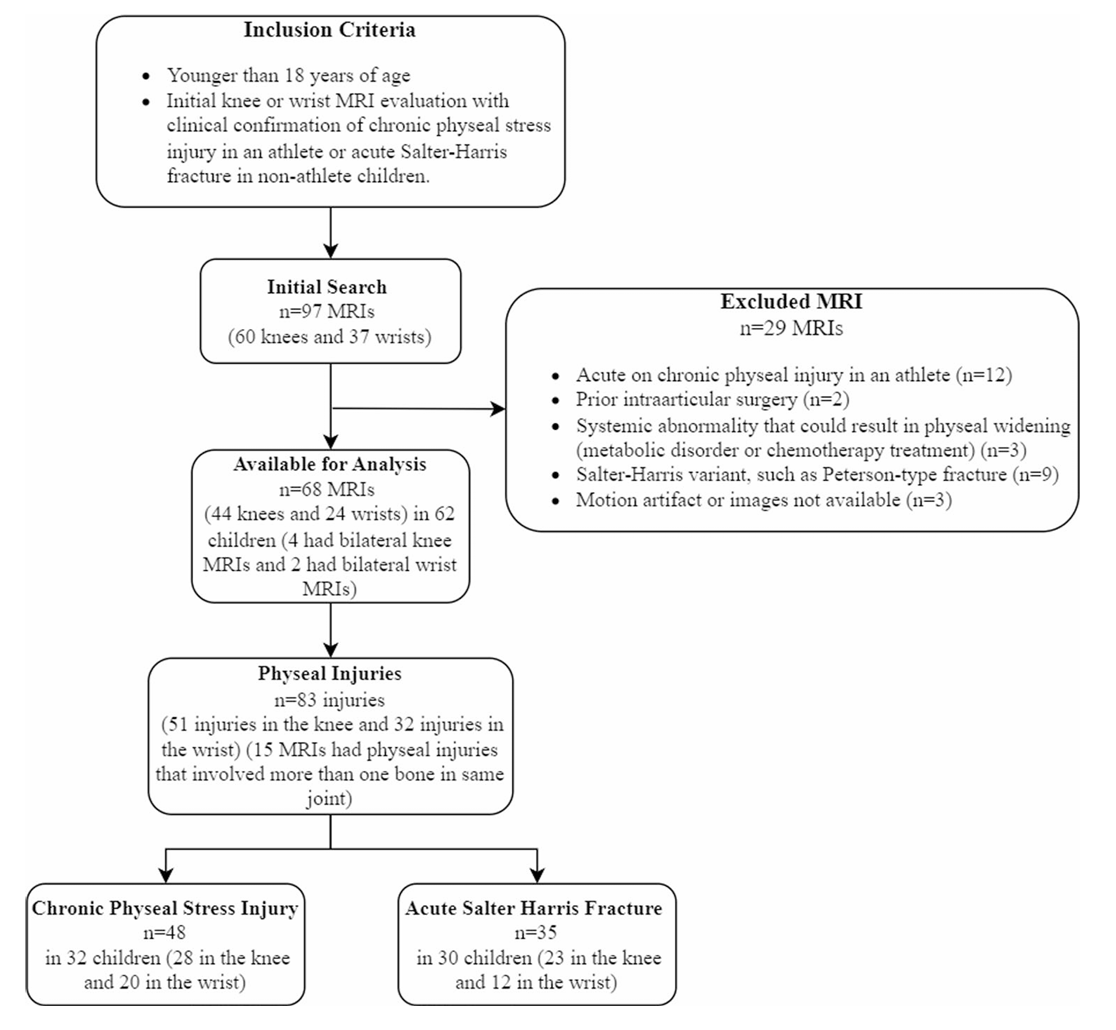 Inclusion Criteria
• Younger than 18 years of age
• Initial knee or wrist MRI evaluation with
clinical confirmation of chronic physeal stress
injury in an athlete or acute Salter-Harris
fracture in non-athlete children.
Initial Search
n=97 MRIs
(60 knees and 37 wrists)
Excluded MRI
n=29 MRIs
• Acute on chronic physeal injury in an athlete (n=12)
• Prior intraarticular surgery (n=2)
• Systemic abnormality that could result in physeal widening
(metabolic disorder or chemotherapy treatment) (n=3)
• Salter-Harris variant, such as Peterson-type fracture (n=9)
• Motion artifact or images not available (n=3)
Available for Analysis
n=68 MRIs
(44 knees and 24 wrists) in 62
children (4 had bilateral knee
MRIs and 2 had bilateral wrist
MRIs)
Physeal Injuries
n=83 injuries
(51 injuries in the knee and 32 injuries in
the wrist) (15 MRIs had physeal injuries
that involved more than one bone in same
joint)
Chronic Physeal Stress Injury
n=48
in 32 children (28 in the knee
and 20 in the wrist)
Acute Salter Harris Fracture
n=35
in 30 children (23 in the knee
and 12 in the wrist)